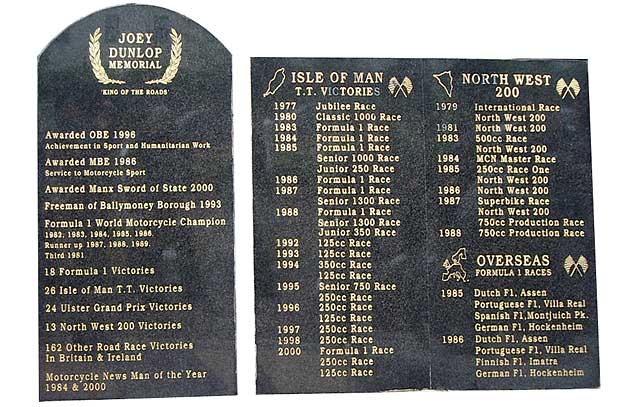 JOEY
DUNLOP
MEMORIAL
'KING OF THE ROADS'
Awarded OBE 1996
Achievement in Sport and Humanitarian Work
Awarded MBE 1986
Service to Motorcycle Sport
Awarded Manx Sword of State 2000
Freeman of Ballymoney Borough 1993
Formula 1 World Motorcycle Champion
1982, 1983, 1984, 1985, 1986.
Runner up 1987, 1988, 1989.
Third 1981.
18 Formula 1 Victories
26 Isle of Man T.T. Victories
24 Ulster Grand Prix Victories
13 North West 200 Victories
162 Other Road Race Victories
In Britain & Ireland
Motorcycle News Man of the Year
1984 & 2000
ISLE OF MAN
T.T. VICTORIES
1977 Jubilee Race
1980 Classic 1000 Race
1983 Formula 1 Race
1984 Formula 1 Race
1985 Formula 1 Race
Senior 1000 Race
Junior 250 Race
1986 Formula 1 Race
1987 Formula 1 Race
Senior 1300 Race
1988 Formula 1 Race
Senior 1300 Race
Junior 350 Race
1992 125cc Race
1993 125cc Race
1994 350cc Race
125cc Race
1995 Senior 750 Race
250cc Race
1996 250cc Race
125cc Race
1997 250cc Race
1998 250cc Race
2000 Formula 1 Race
250cc Race
125cc Race
NORTH WEST
200
1979 International Race
North West 200
1981 North West 200
1983 500cc Race
North West 200
1984 MCN Master Race
1985 250cc Race One
North West 200
1986 North West 200
1987 Superbike Race
North West 200
750cc Production Race
1988 750cc Production Race
OVERSEAS
FORMULA 1 RACES
1985 Dutch F1, Assen
Portuguese F1, Villa Real
Spanish F1, Montjuich Pk.
German F1, Hockenheim
1986 Dutch F1, Assen
Portuguese F1, Villa Real
Finnish F1, Imatra
German F1, Hockenheim